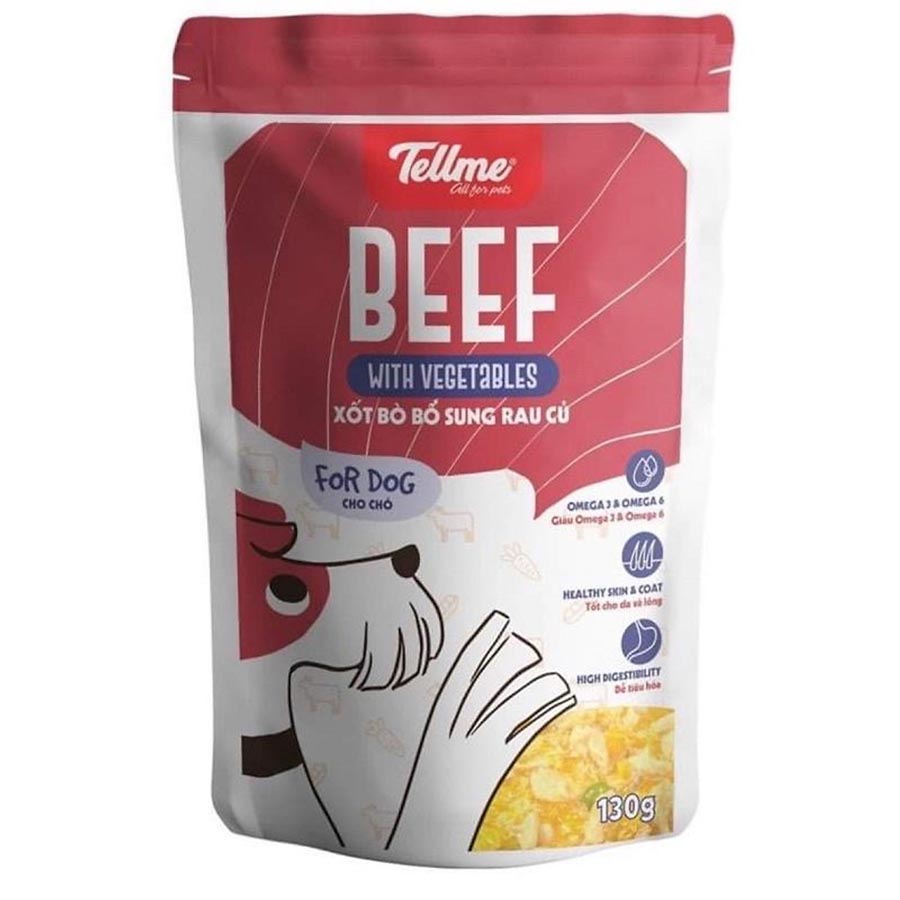 Tellme®
All for pets
BEEF
WITH VEGETABLES
XỐT BÒ BỔ SUNG RAU CỦ
FOR DOG
CHO CHÓ
OMEGA 3 & OMEGA 6
Giàu Omega 3 & Omega 6
HEALTHY SKIN & COAT
Tốt cho da và lông
HIGH DIGESTIBILITY
Dễ tiêu hóa
130g